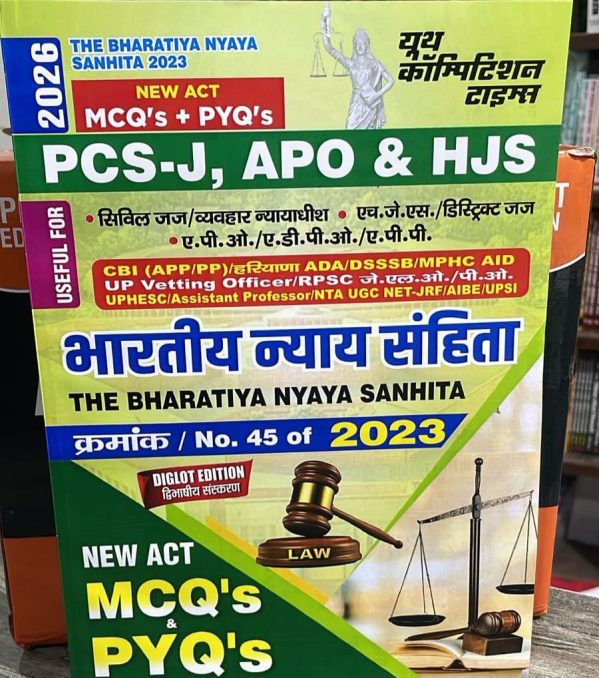 2026
THE BHARATIYA NYAYA
SANHITA 2023
NEW ACT
MCQ's + PYQ's
यूथ
कॉम्पिटिशन
टाइम्स
PCS-J, APO & HJS
USEFUL FOR
• सिविल जज/व्यवहार न्यायाधीश • एच.जे.एस./डिस्ट्रिक्ट जज
• ए.पी.ओ./ए.डी.पी.ओ./ए.पी.पी.
CBI (APP/PP)/हरियाणा ADA/DSSSB/MPHC AID
UP Vetting Officer/RPSC जे.एल.ओ./पी.ओ.
UPHESC/Assistant Professor/NTA UGC NET-JRF/AIBE/UPSI
भारतीय न्याय संहिता
THE BHARATIYA NYAYA SANHITA
क्रमांक / No. 45 of 2023
DIGLOT EDITION
द्विभाषीय संस्करण
LAW
NEW ACT
MCQ's
&
PYQ's